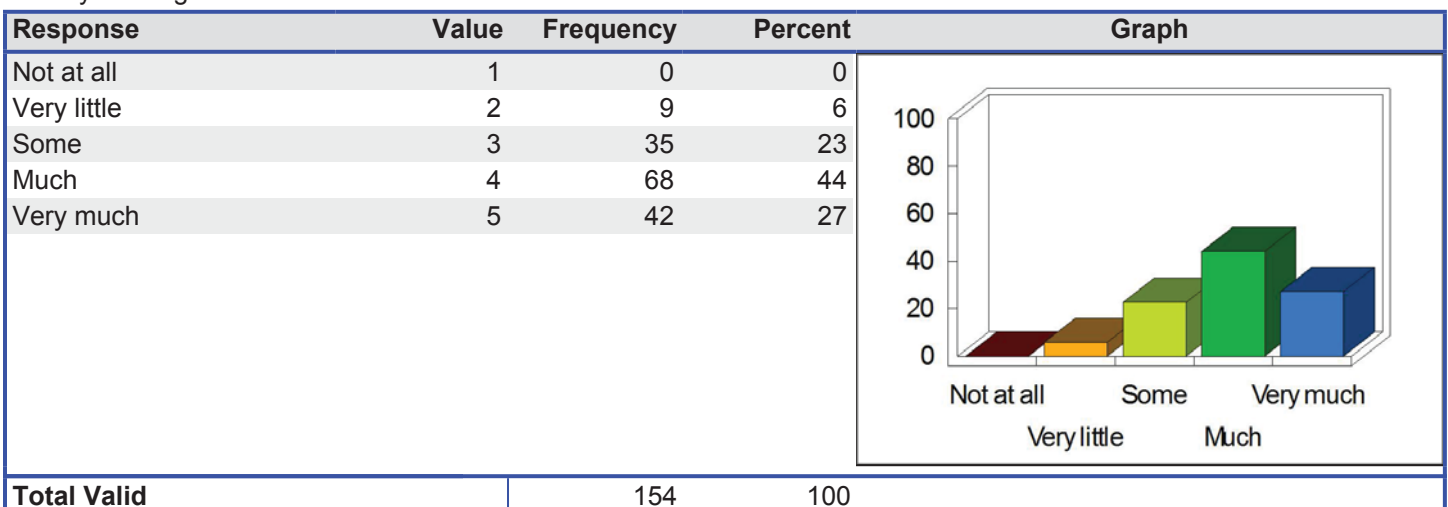 Response Value Frequency Percent Graph
Not at all 1 0 0
Very little 2 9 6
Some 3 35 23
Much 4 68 44
Very much 5 42 27
100
80
60
40
20
0
Not at all Some Very much
Very little Much
Total Valid 154 100